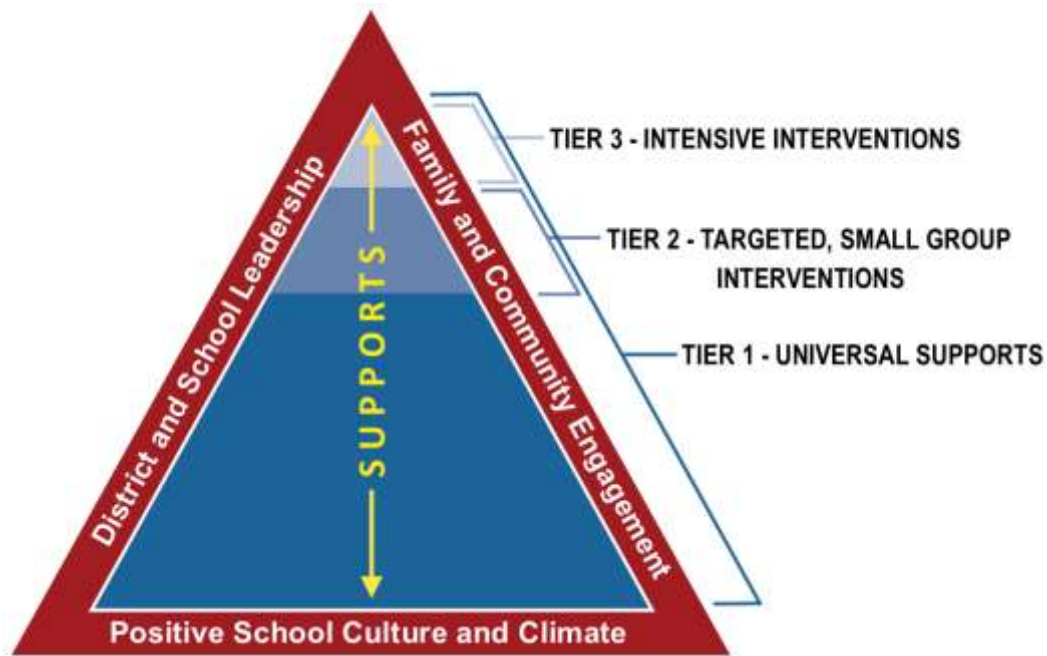 District and School Leadership
Family and Community Engagement
SUPPORTS
TIER 3 - INTENSIVE INTERVENTIONS
TIER 2 - TARGETED, SMALL GROUP
INTERVENTIONS
TIER 1 - UNIVERSAL SUPPORTS
Positive School Culture and Climate